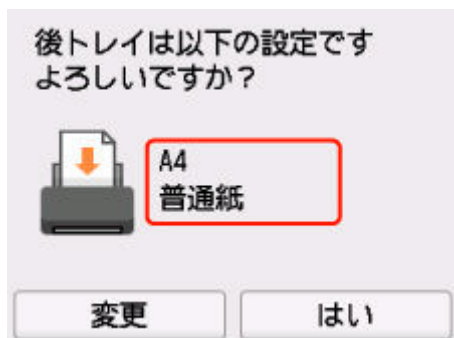 後トレイは以下の設定です
よろしいですか？
A4
普通紙
変更
はい